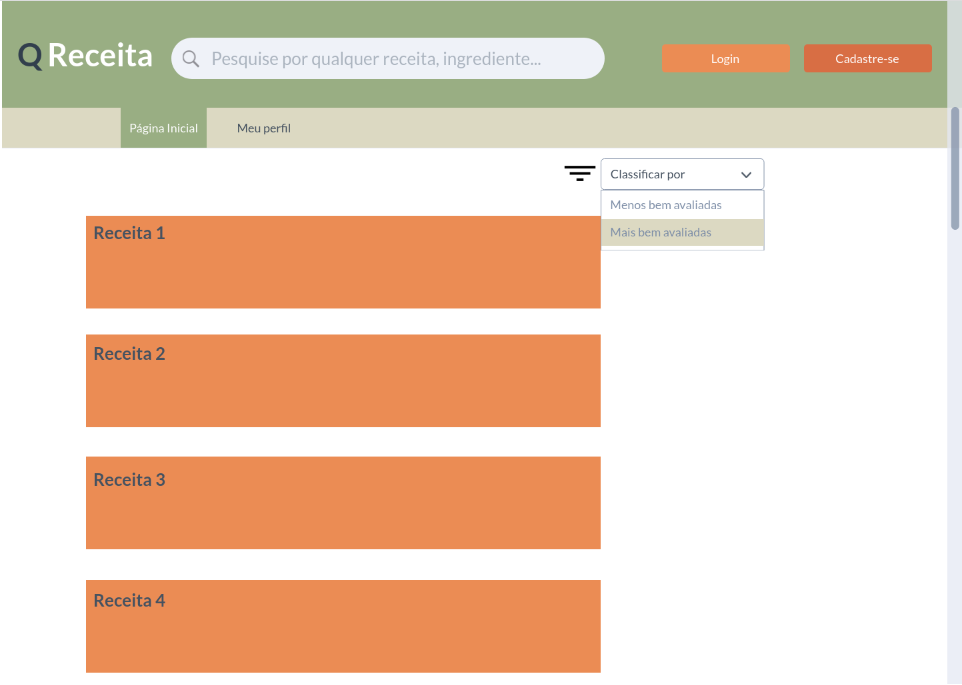 Q Receita
Pesquise por qualquer receita, ingrediente...
Login
Cadastre-se
Página Inicial
Meu perfil
Classificar por
Menos bem avaliadas
Mais bem avaliadas
Receita 1
Receita 2
Receita 3
Receita 4